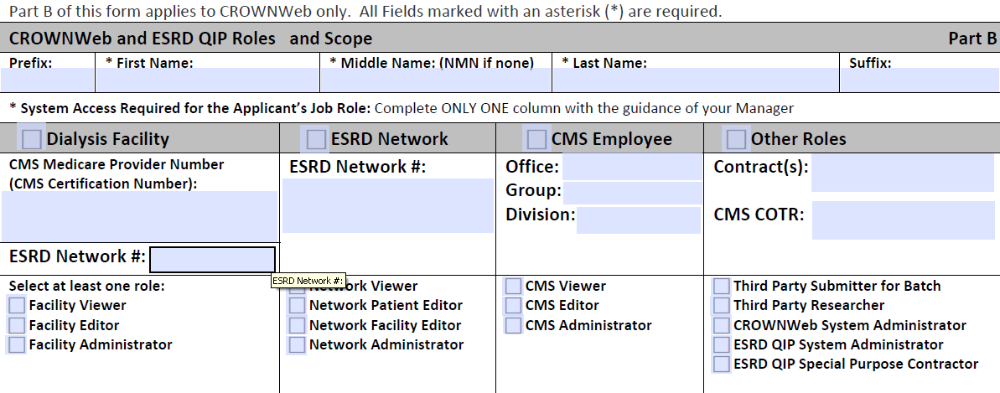 Part B of this form applies to CROWNWeb only.  All Fields marked with an asterisk (*) are required.
CROWNWeb and ESRD QIP Roles   and Scope
Part B
Prefix:
* First Name:
* Middle Name: (NMN if none)
* Last Name:
Suffix:
* System Access Required for the Applicant’s Job Role: Complete ONLY ONE column with the guidance of your Manager
Dialysis Facility
CMS Medicare Provider Number
(CMS Certification Number):
ESRD Network #:
Select at least one role:
Facility Viewer
Facility Editor
Facility Administrator
ESRD Network
ESRD Network #:
ESRD Network #:
Network Viewer
Network Patient Editor
Network Facility Editor
Network Administrator
CMS Employee
Office:
Group:
Division:
CMS Viewer
CMS Editor
CMS Administrator
Other Roles
Contract(s):
CMS COTR:
Third Party Submitter for Batch
Third Party Researcher
CROWNWeb System Administrator
ESRD QIP System Administrator
ESRD QIP Special Purpose Contractor